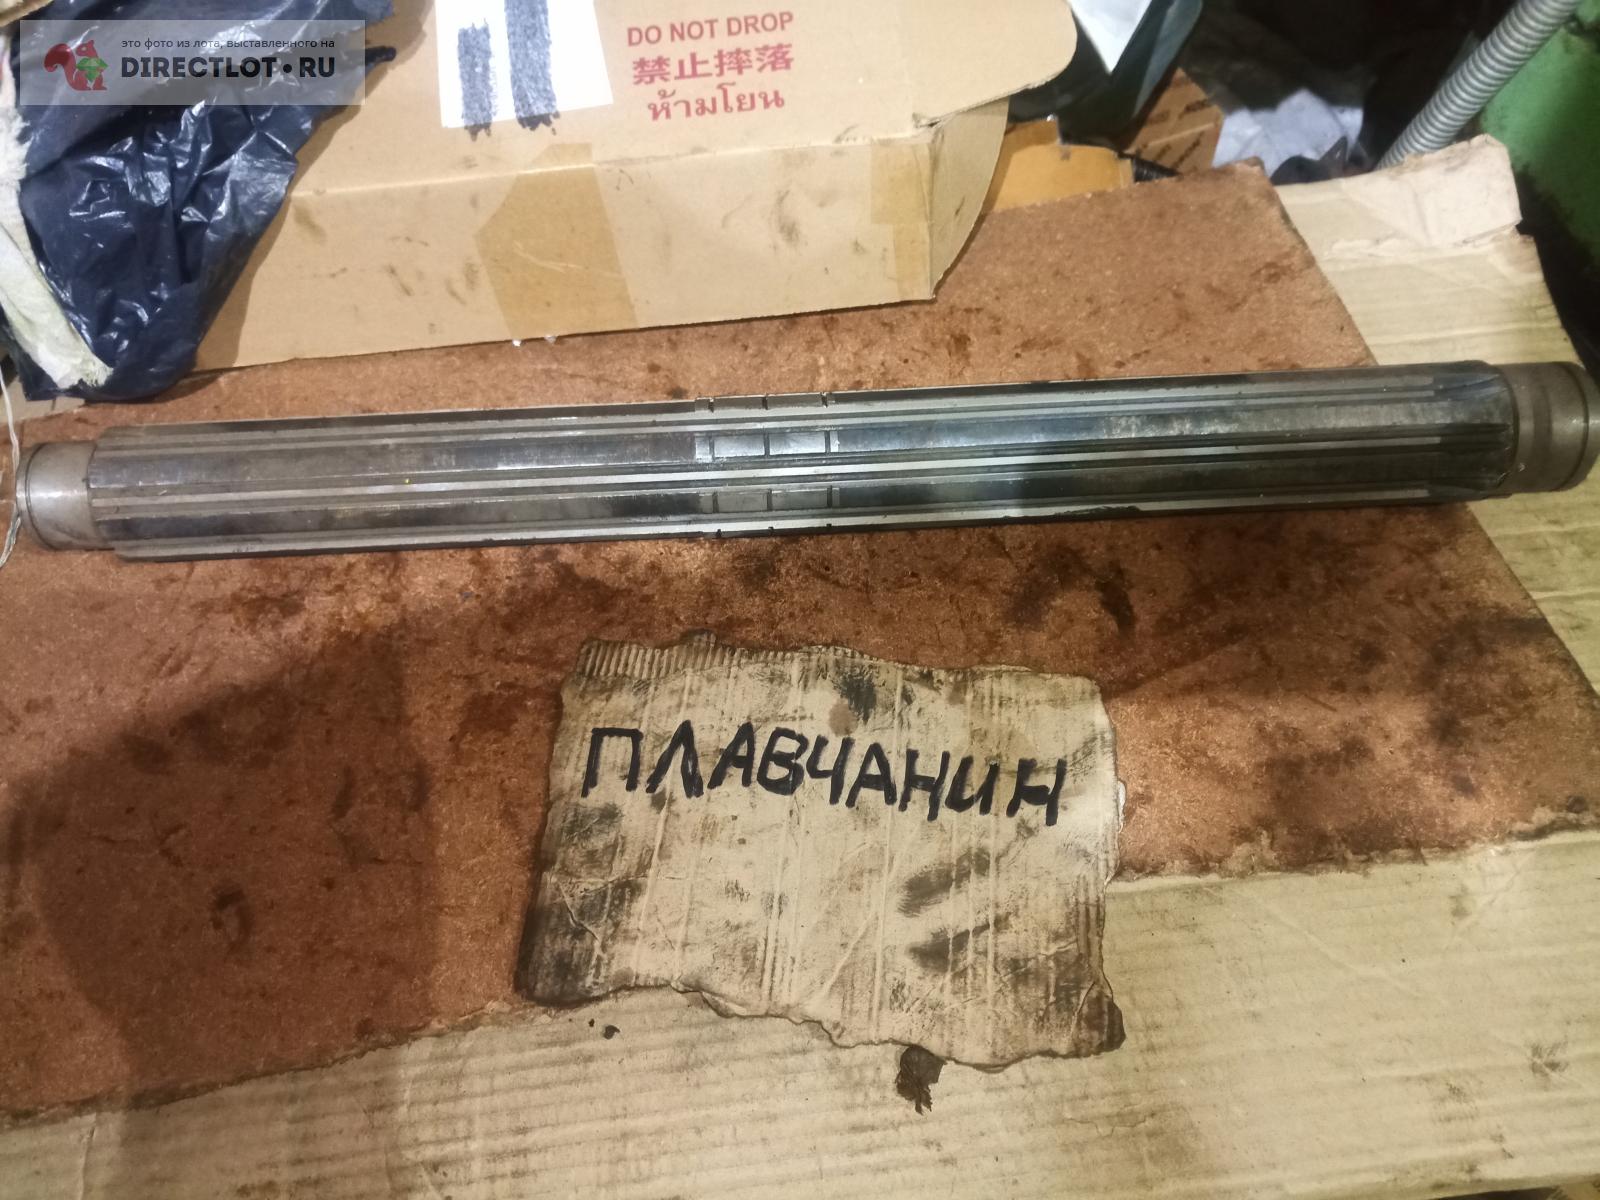 это фото из лота, выставленного на
DIRECTLOT•RU
DO NOT DROP
禁止摔落
ห้ามโยน
ПЛАВЧАНИН